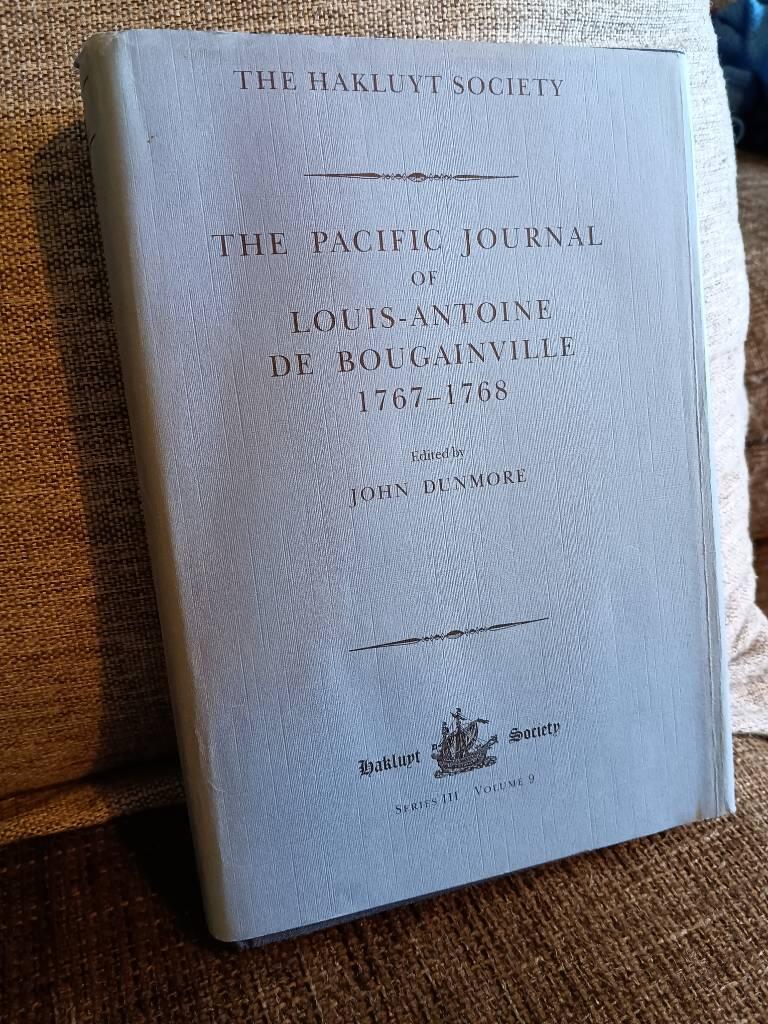 THE HAKLUYT SOCIETY
THE PACIFIC JOURNAL
OF
LOUIS-ANTOINE
DE BOUGAINVILLE
1767–1768
Edited by
JOHN DUNMORE
Hakluyt Society
SERIES III VOLUME 9